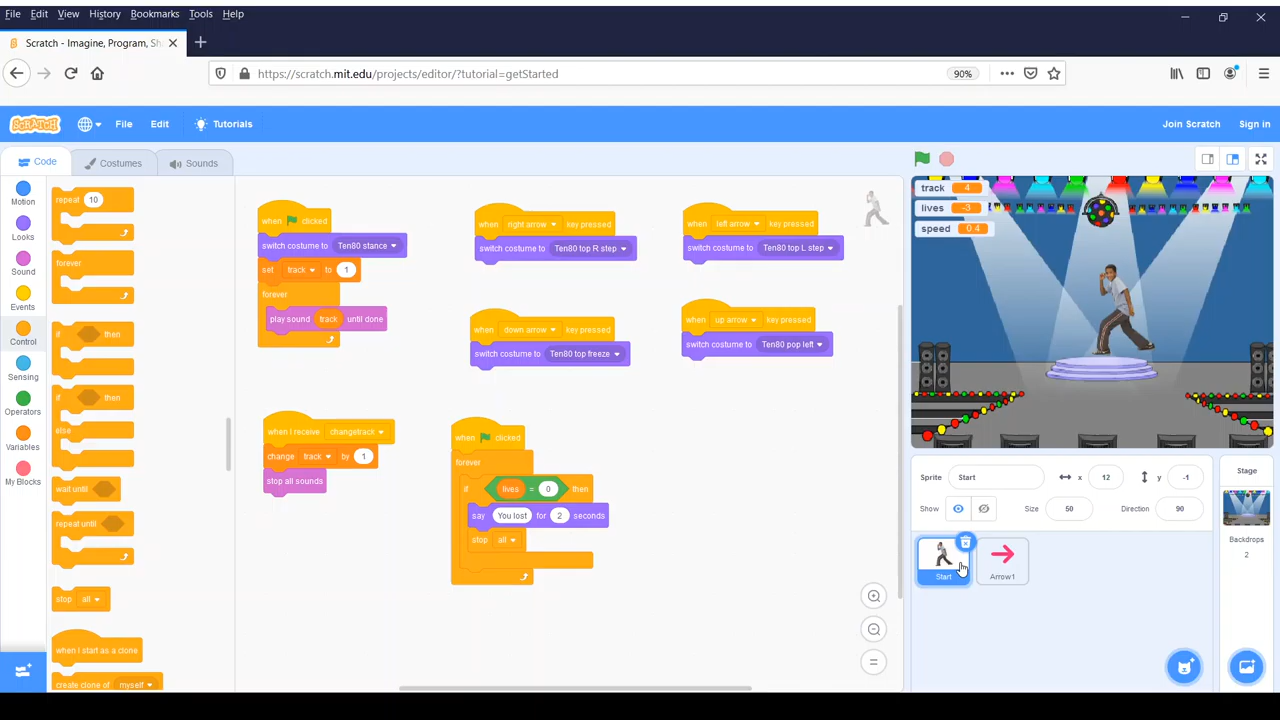 File Edit View History Bookmarks Tools Help
Scratch - Imagine, Program, Sh
https://scratch.mit.edu/projects/editor/?tutorial=getStarted
90%
SCRATCH
File Edit Tutorials
Join Scratch Sign in
Code Costumes Sounds
Motion
Looks
Sound
Events
Control
Sensing
Operators
Variables
My Blocks
repeat 10
forever
if then
if then
else
wait until
repeat until
stop all
when I start as a clone
create clone of myself
when clicked
switch costume to Ten80 stance
set track to 1
forever
play sound track until done
when right arrow key pressed
switch costume to Ten80 top R step
when left arrow key pressed
switch costume to Ten80 top L step
when down arrow key pressed
switch costume to Ten80 top freeze
when up arrow key pressed
switch costume to Ten80 pop left
when I receive changetrack
change track by 1
stop all sounds
when clicked
forever
if lives = 0 then
say You lost for 2 seconds
stop all
track 4
lives -3
speed 0.4
Sprite Start x 12 y -1
Show Size 50 Direction 90
Start
Arrow1
Stage
Backdrops
2